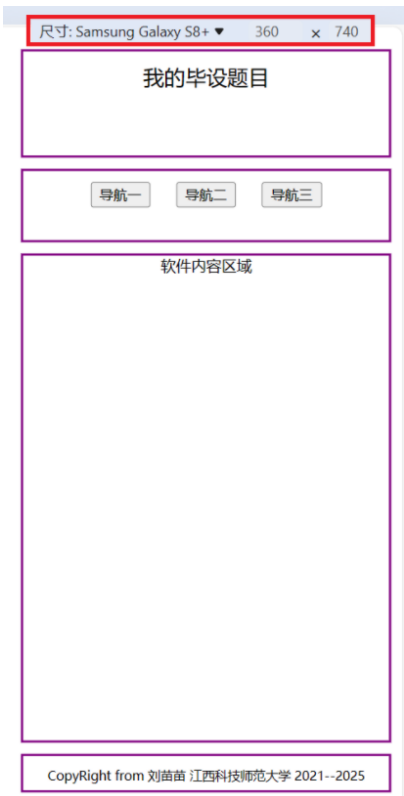 尺寸: Samsung Galaxy S8+ ▼ 360 × 740
我的毕设题目
导航一 导航二 导航三
软件内容区域
CopyRight from 刘苗苗 江西科技师范大学 2021--2025